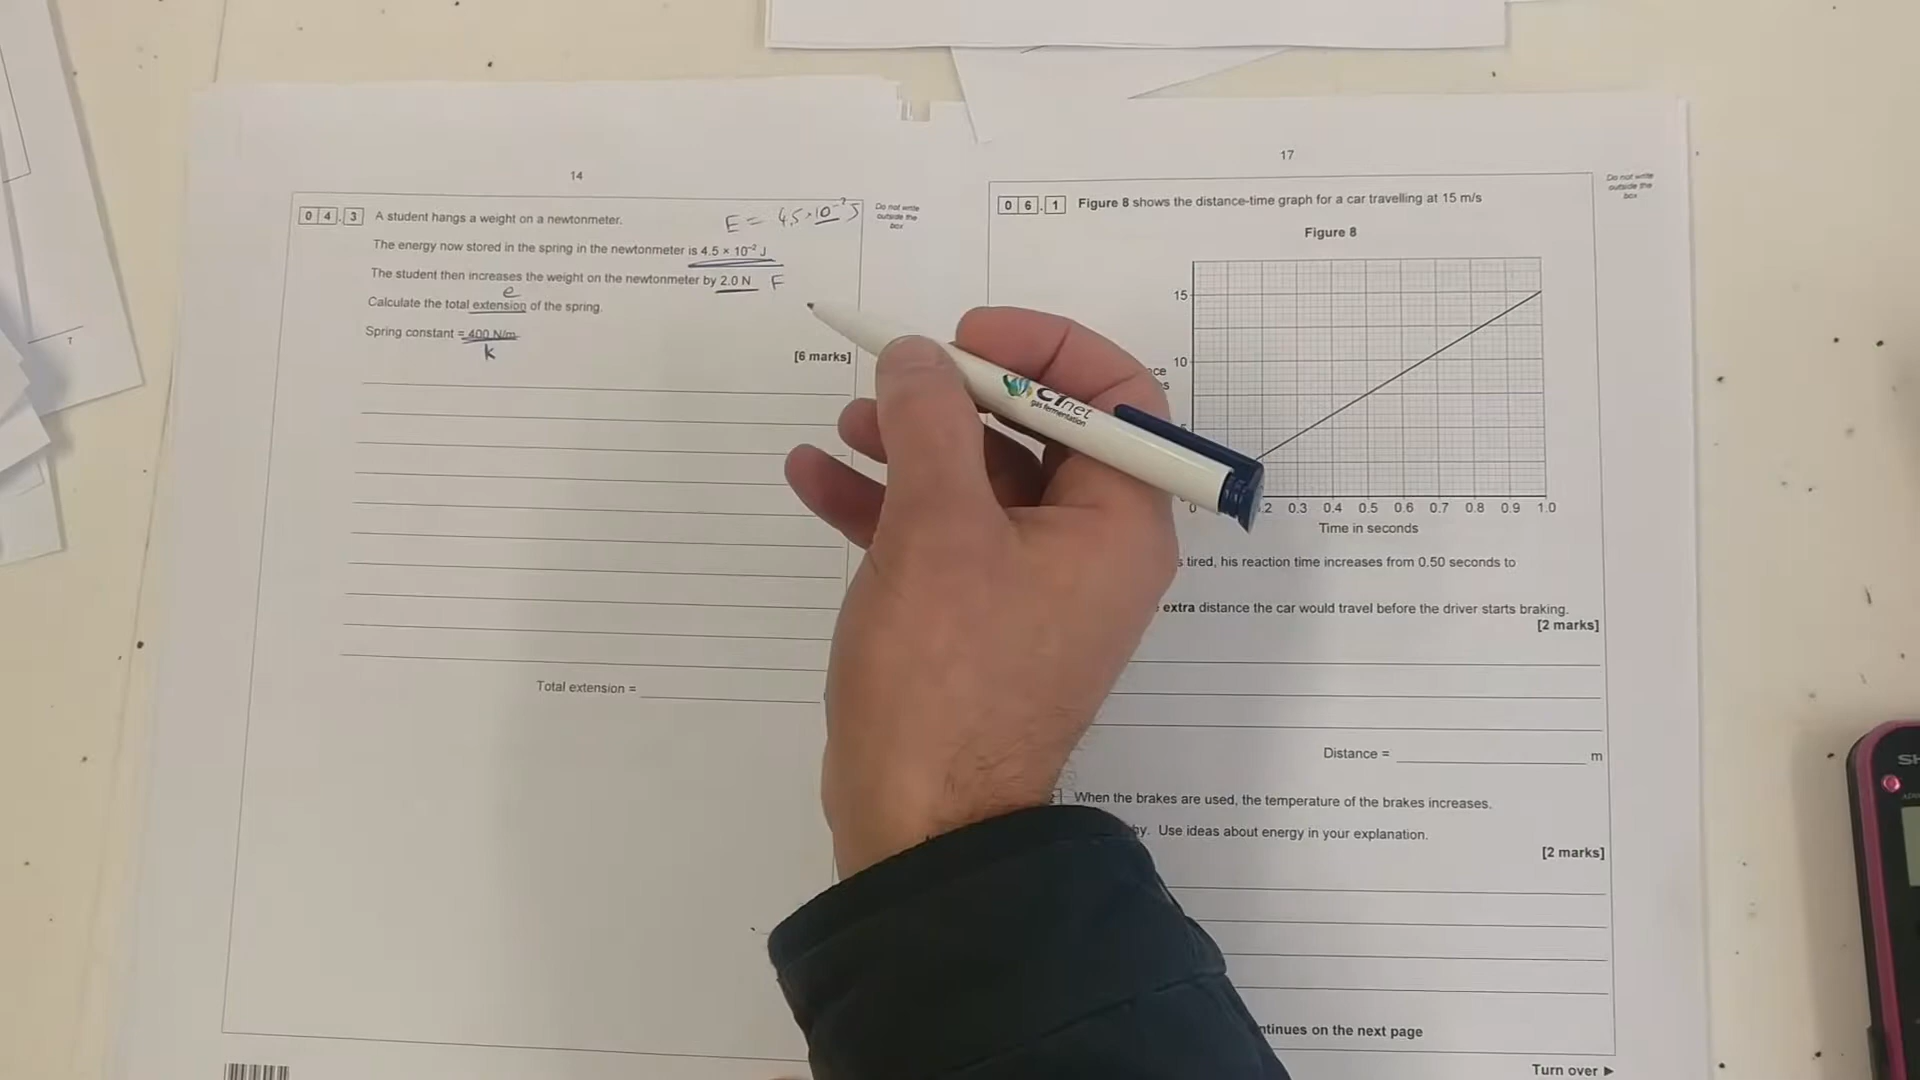 14
0 4 . 3 A student hangs a weight on a newtonmeter.
E = 4.5 × 10⁻² J
Do not write
outside the
box
The energy now stored in the spring in the newtonmeter is 4.5 × 10⁻² J
The student then increases the weight on the newtonmeter by 2.0 N F
e
Calculate the total extension of the spring.
Spring constant = 400 N/m
k
[6 marks]
Total extension =
17
Do not write
outside the
box
0 6 . 1 Figure 8 shows the distance-time graph for a car travelling at 15 m/s
Figure 8
15
10
0 0.3 0.4 0.5 0.6 0.7 0.8 0.9 1.0
Time in seconds
tired, his reaction time increases from 0.50 seconds to
extra distance the car would travel before the driver starts braking.
[2 marks]
Distance = m
When the brakes are used, the temperature of the brakes increases.
Use ideas about energy in your explanation.
[2 marks]
on the next page
Turn over ►
CTnet
gas fermentation
SH
T